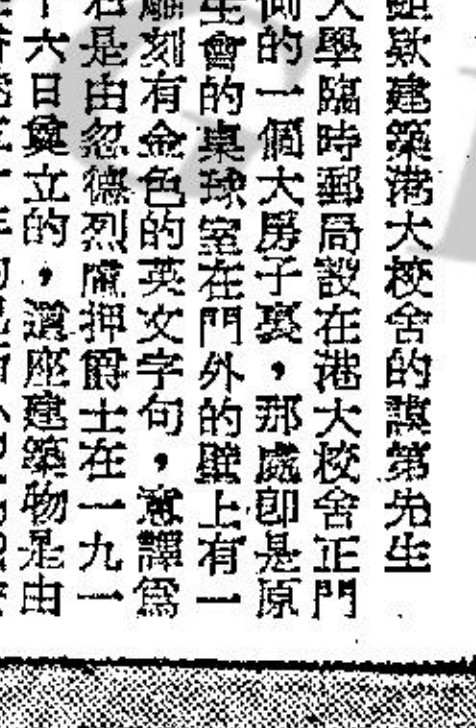 獻建築港大校舍的謨第先生
大學臨時郵局設在港大校舍正門
側的一個大房子裏，那處即是原
生會的桌球室在門外的壁上有一
雕刻有金色的英文字句，意譯爲
石是由忽德烈盧押爵士在一九一
十六日奠立的，這座建築物是由